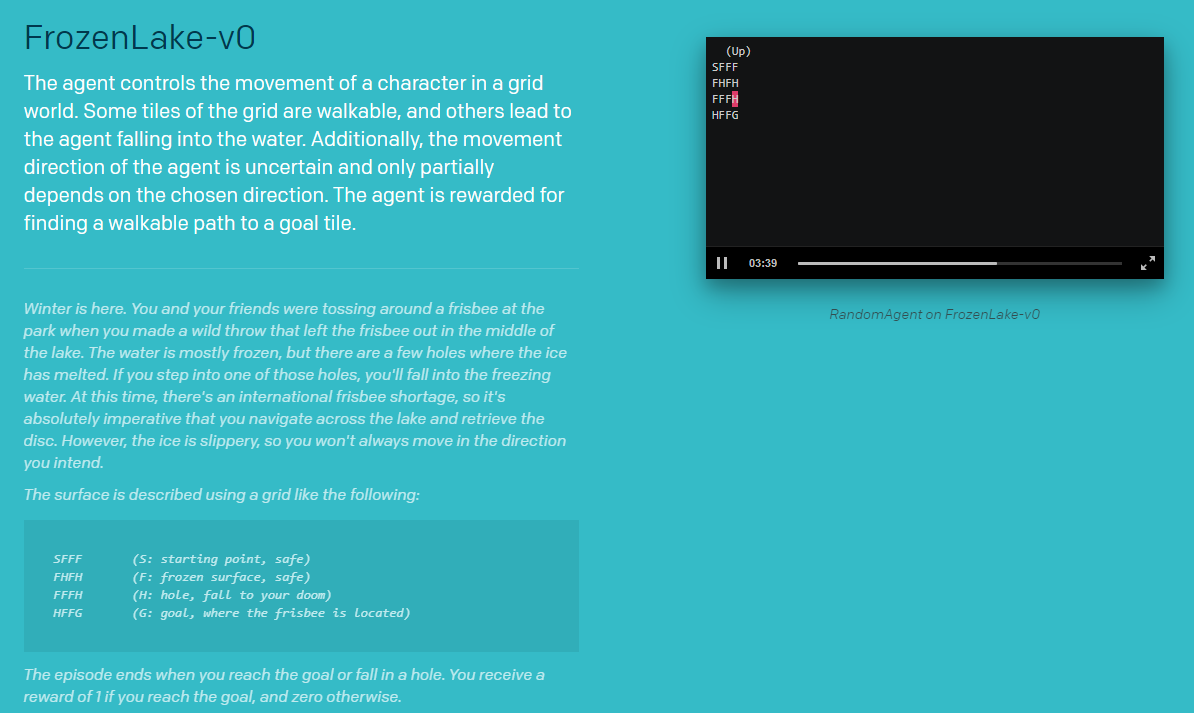 FrozenLake-v0
The agent controls the movement of a character in a grid
world. Some tiles of the grid are walkable, and others lead to
the agent falling into the water. Additionally, the movement
direction of the agent is uncertain and only partially
depends on the chosen direction. The agent is rewarded for
finding a walkable path to a goal tile.
Winter is here. You and your friends were tossing around a frisbee at the
park when you made a wild throw that left the frisbee out in the middle of
the lake. The water is mostly frozen, but there are a few holes where the ice
has melted. If you step into one of those holes, you'll fall into the freezing
water. At this time, there's an international frisbee shortage, so it's
absolutely imperative that you navigate across the lake and retrieve the
disc. However, the ice is slippery, so you won't always move in the direction
you intend.
The surface is described using a grid like the following:
SFFF (S: starting point, safe)
FHFH (F: frozen surface, safe)
FFFH (H: hole, fall to your doom)
HFFG (G: goal, where the frisbee is located)
The episode ends when you reach the goal or fall in a hole. You receive a
reward of 1 if you reach the goal, and zero otherwise.
(Up)
SFFF
FHFH
FFFH
HFFG
03:39
RandomAgent on FrozenLake-v0